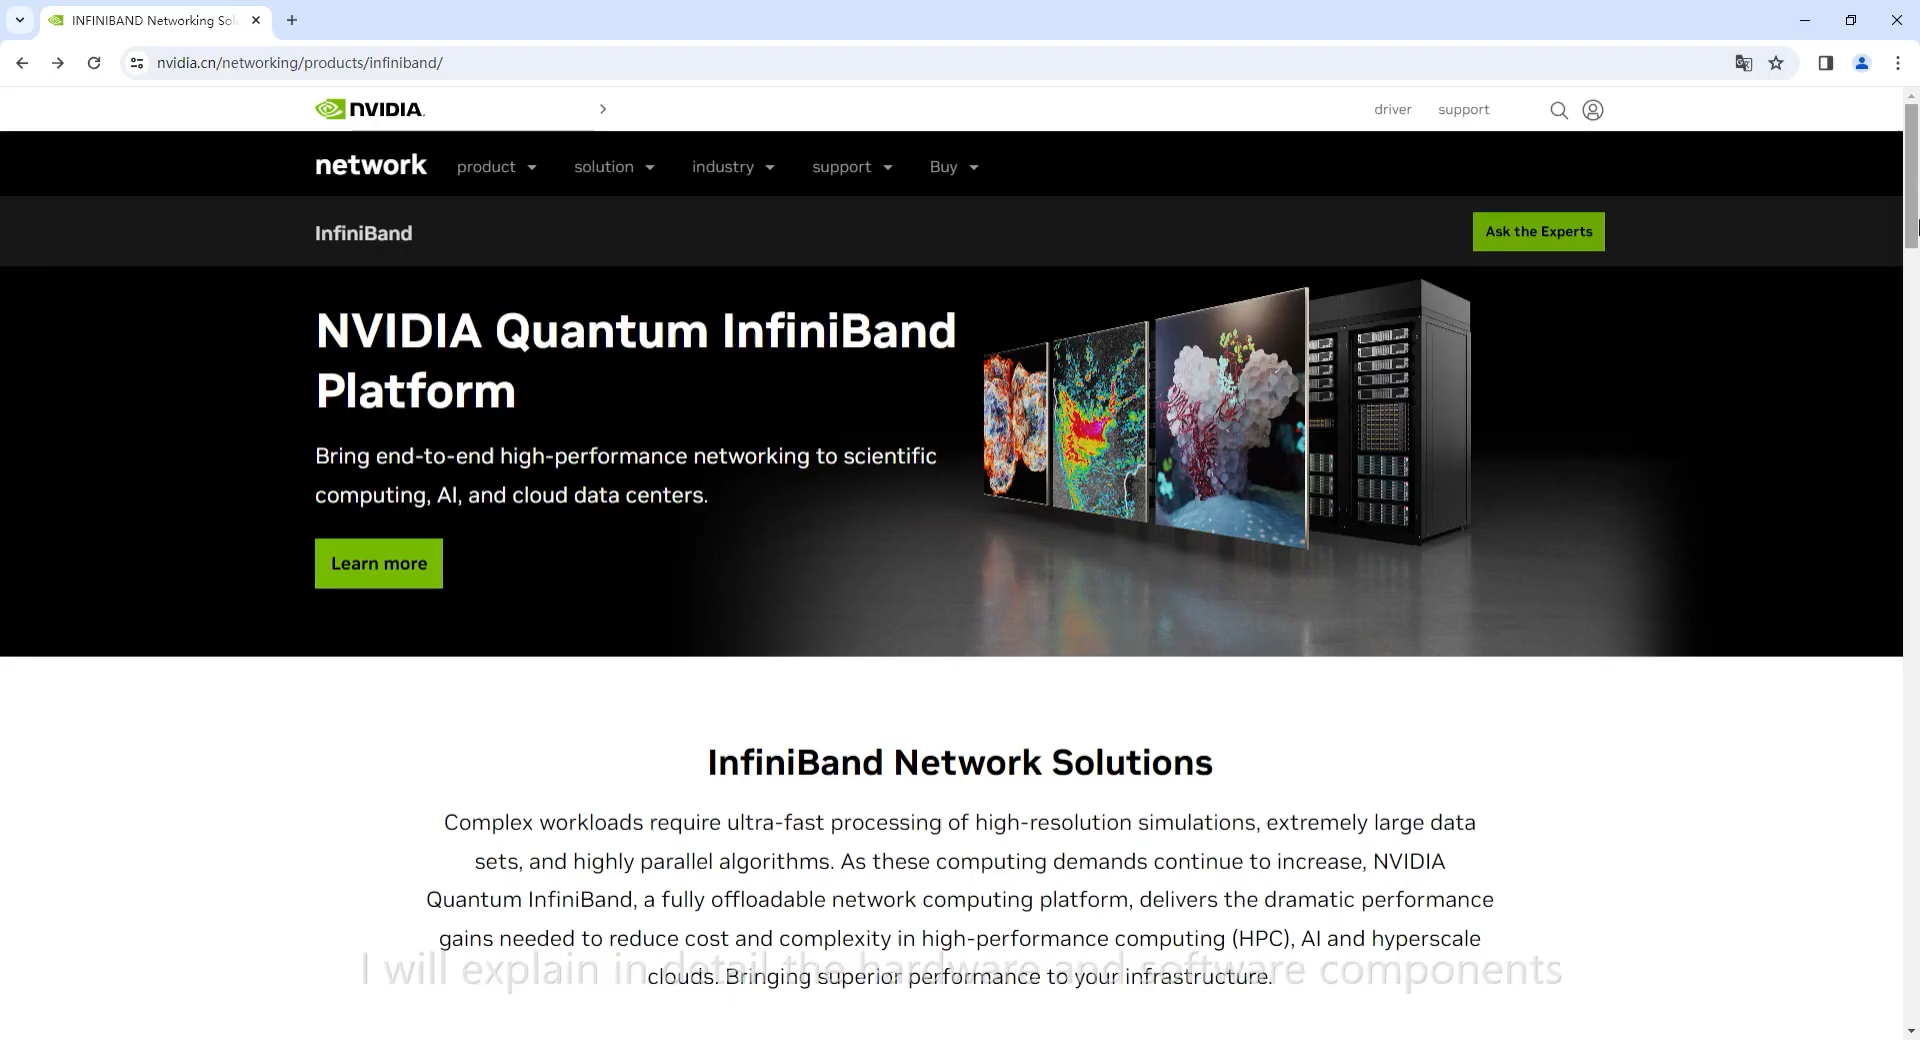 INFINIBAND Networking Sol
nvidia.cn/networking/products/infiniband/
NVIDIA.
driver support
network product solution industry support Buy
InfiniBand
Ask the Experts
NVIDIA Quantum InfiniBand
Platform
Bring end-to-end high-performance networking to scientific
computing, AI, and cloud data centers.
Learn more
InfiniBand Network Solutions
Complex workloads require ultra-fast processing of high-resolution simulations, extremely large data
sets, and highly parallel algorithms. As these computing demands continue to increase, NVIDIA
Quantum InfiniBand, a fully offloadable network computing platform, delivers the dramatic performance
gains needed to reduce cost and complexity in high-performance computing (HPC), AI and hyperscale
clouds. Bringing superior performance to your infrastructure.
I will explain in detail the hardware and software components